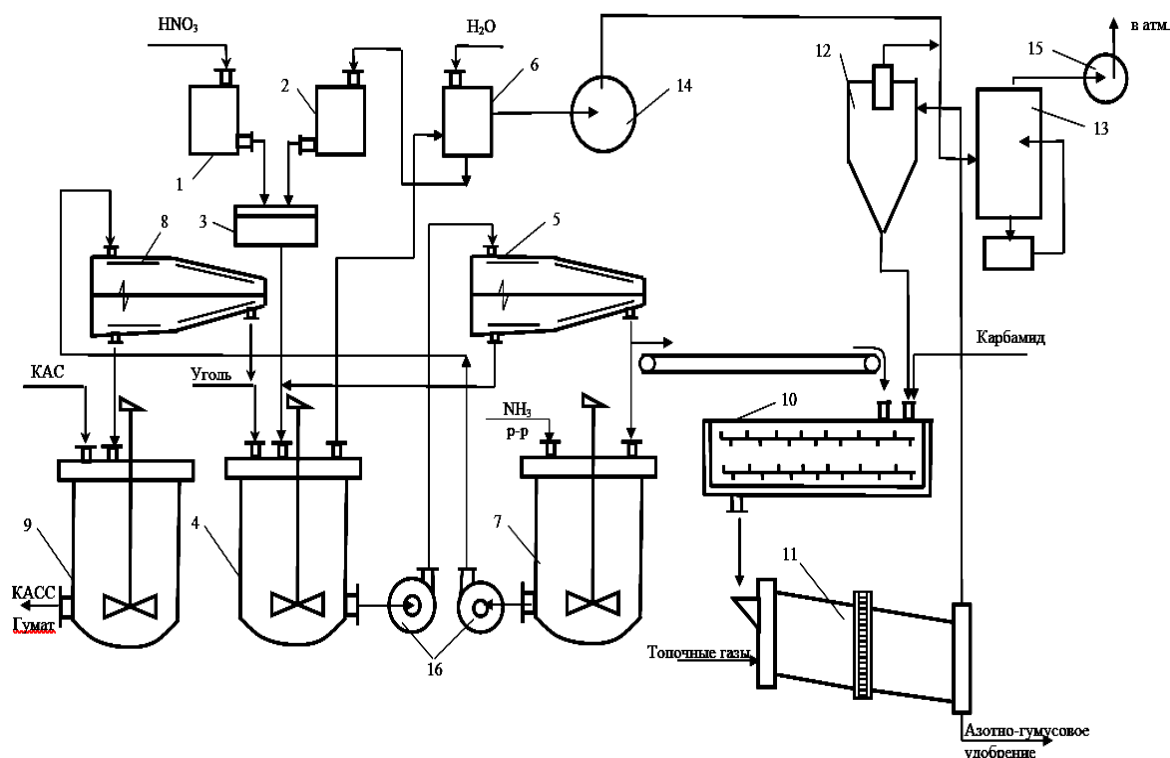 HNO₃
H₂O
в атм.
12
15
6
2
14
13
1
8
3
5
Карбамид
КАС
Уголь
NH₃
р-р
10
9
4
7
11
КАСС
Гумат
16
Топочные газы
Азотно-гумусовое
удобрение